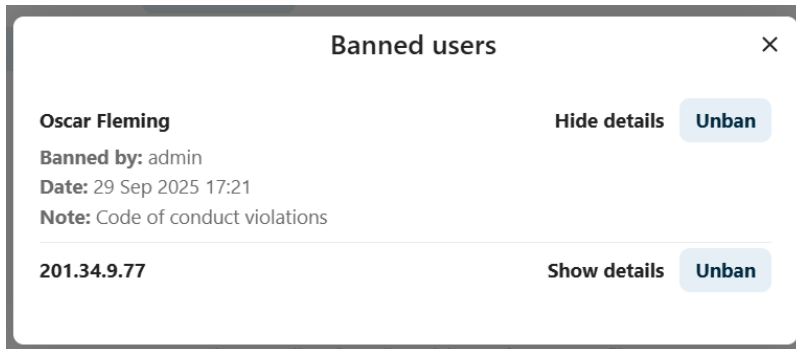 Banned users
Oscar Fleming Hide details Unban
Banned by: admin
Date: 29 Sep 2025 17:21
Note: Code of conduct violations
201.34.9.77 Show details Unban